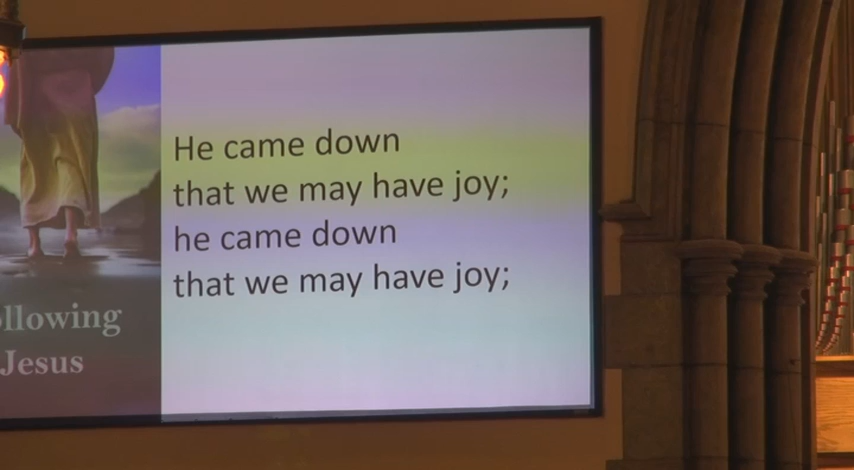 He came down
that we may have joy;
he came down
that we may have joy;
llowing
Jesus